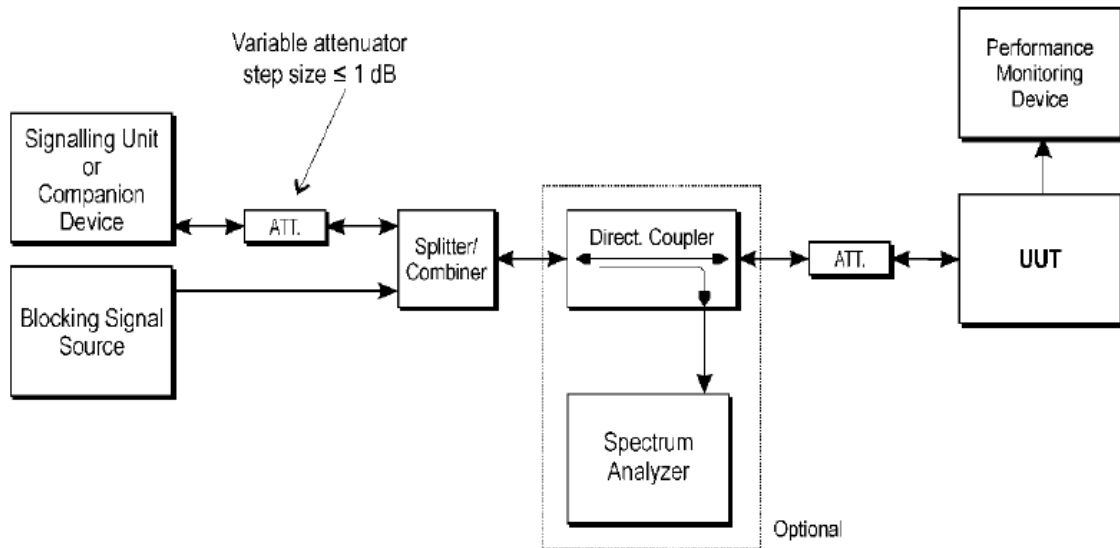 Variable attenuator
step size ≤ 1 dB
Performance
Monitoring
Device
Signalling Unit
or
Companion
Device
ATT.
Splitter/
Combiner
Direct. Coupler
ATT.
UUT
Blocking Signal
Source
Spectrum
Analyzer
Optional